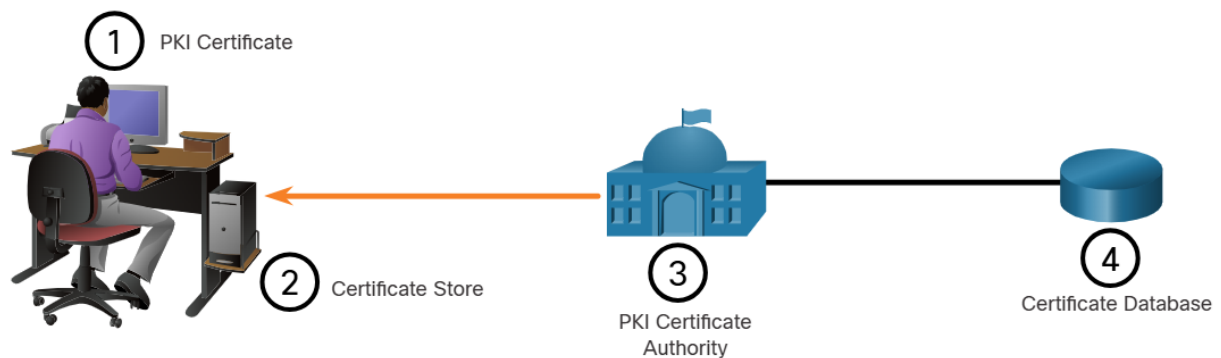 1
PKI Certificate
2
Certificate Store
3
PKI Certificate
Authority
4
Certificate Database